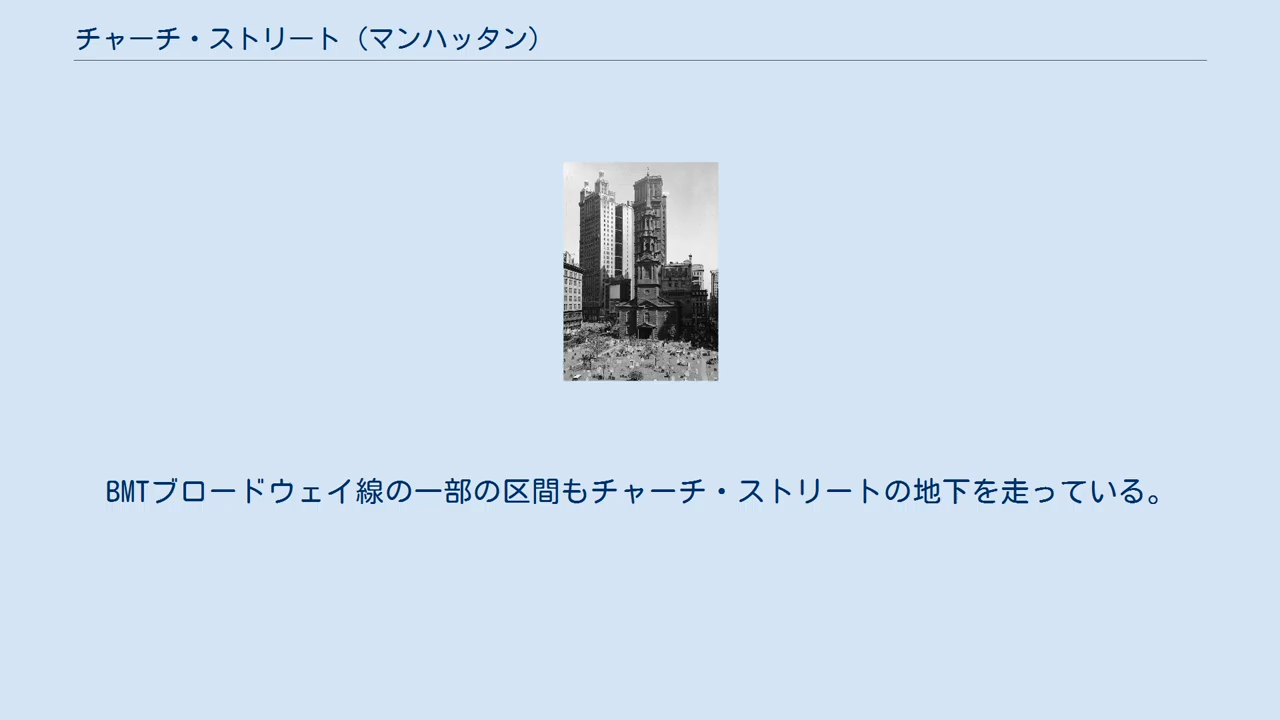 チャーチ・ストリート（マンハッタン）
BMTブロードウェイ線の一部の区間もチャーチ・ストリートの地下を走っている。